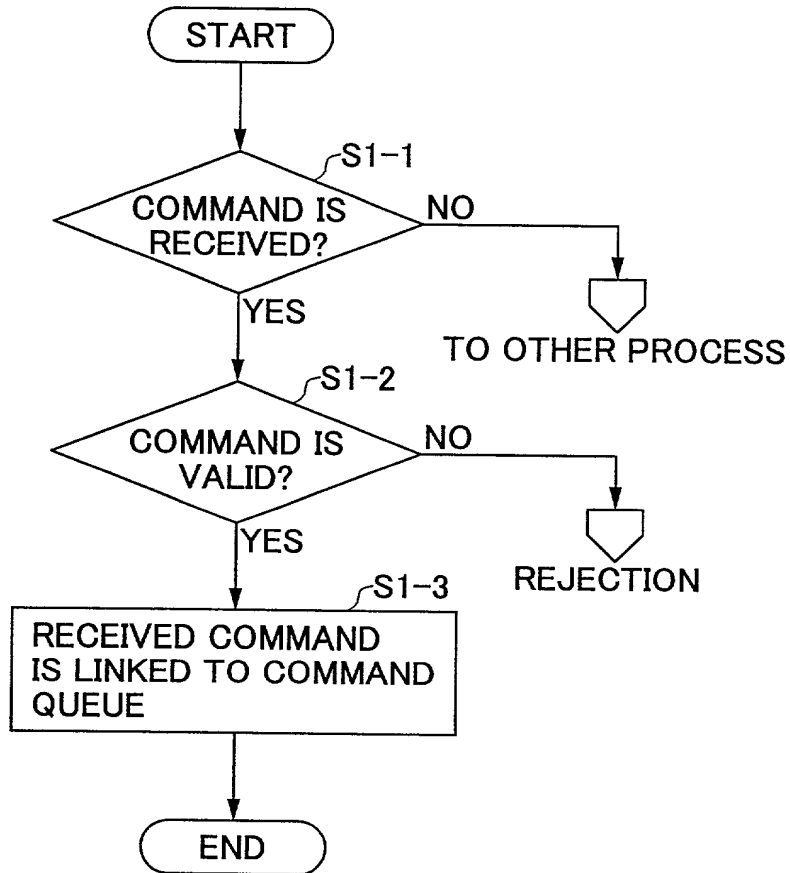 START
S1-1
COMMAND IS
RECEIVED?
NO
YES
TO OTHER PROCESS
S1-2
COMMAND IS
VALID?
NO
YES
REJECTION
S1-3
RECEIVED COMMAND
IS LINKED TO COMMAND
QUEUE
END